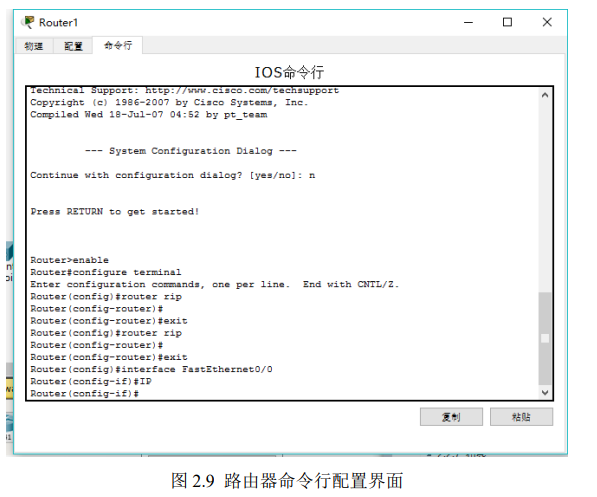 Router1
物理 配置 命令行
IOS命令行
Technical Support: http://www.cisco.com/techsupport
Copyright (c) 1986-2007 by Cisco Systems, Inc.
Compiled Wed 18-Jul-07 04:52 by pt_team
--- System Configuration Dialog ---
Continue with configuration dialog? [yes/no]: n
Press RETURN to get started!
Router>enable
Router#configure terminal
Enter configuration commands, one per line.  End with CNTL/Z.
Router(config)#router rip
Router(config-router)#
Router(config-router)#exit
Router(config)#router rip
Router(config-router)#
Router(config-router)#exit
Router(config)#interface FastEthernet0/0
Router(config-if)#IP
Router(config-if)#
复制 粘贴
图 2.9 路由器命令行配置界面